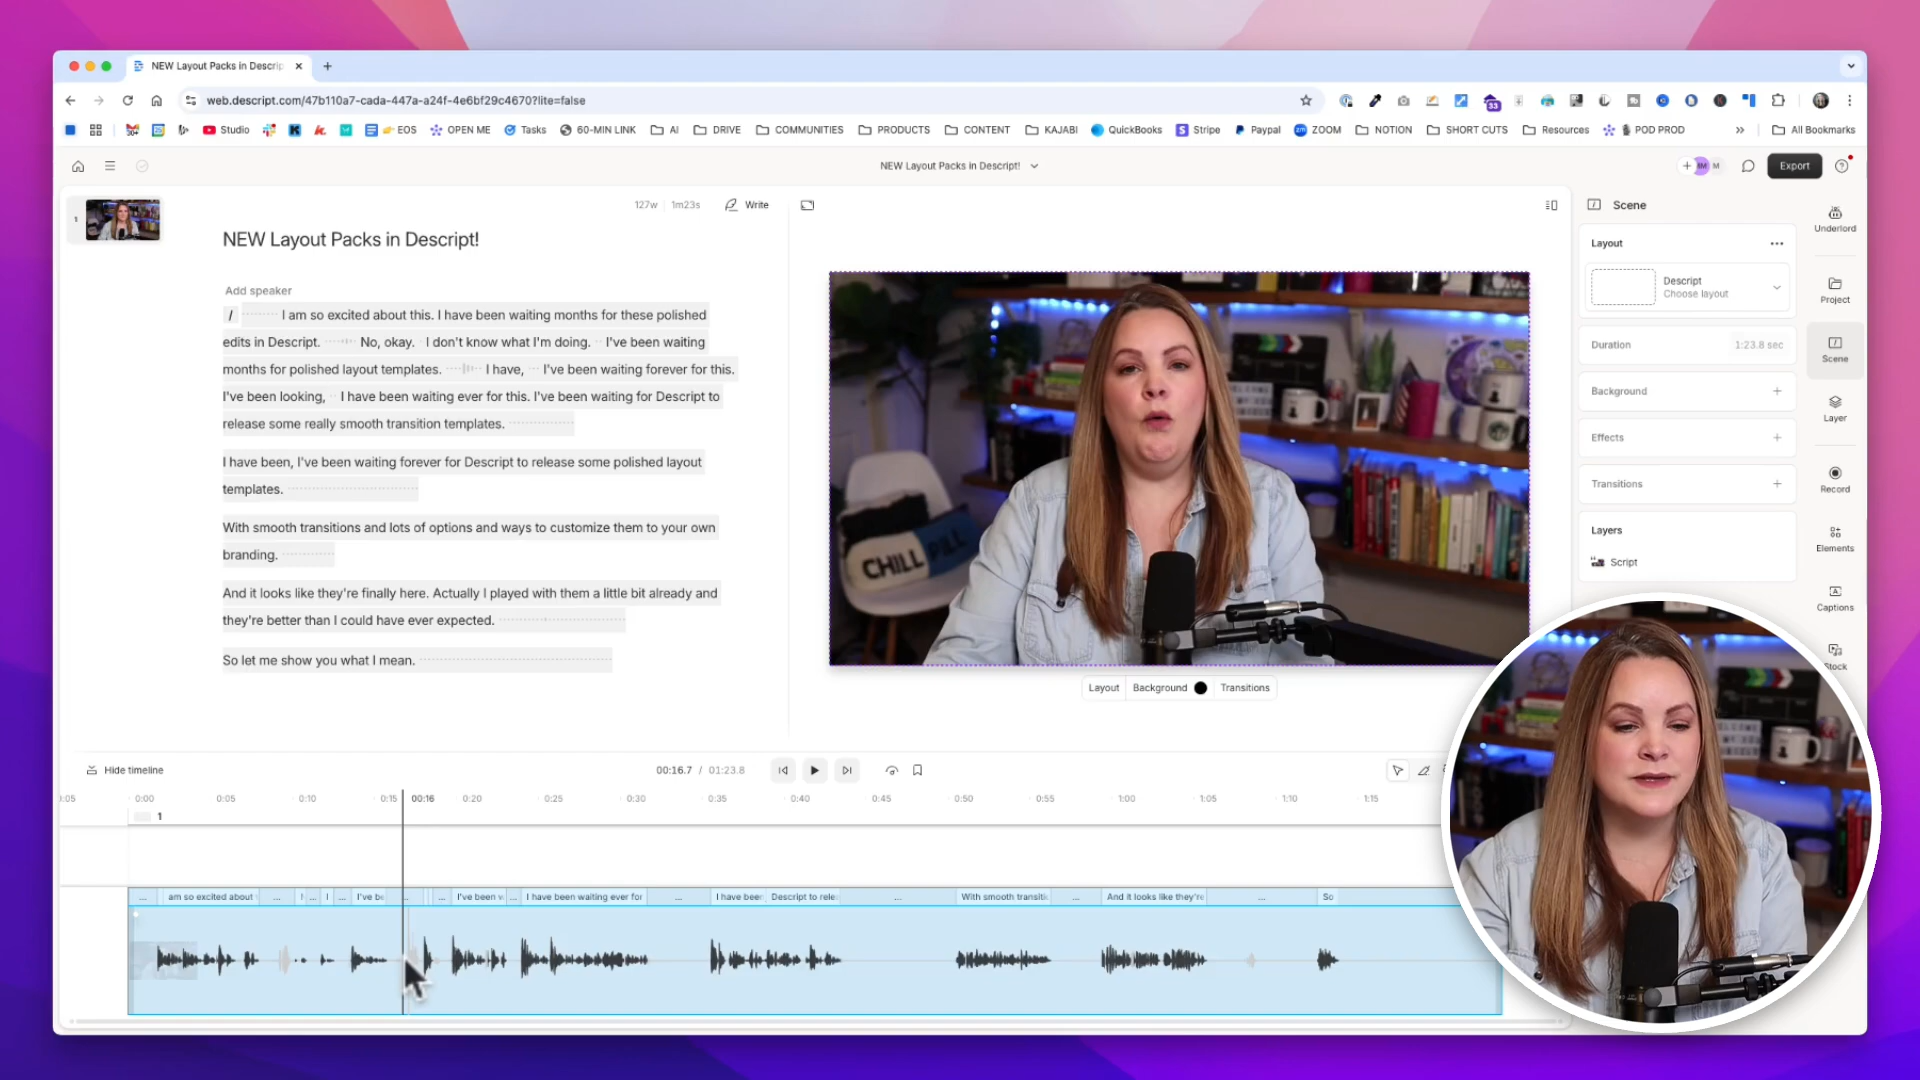 NEW Layout Packs in Descrip
web.descript.com/47b110a7-cada-447a-a24f-4e6bf29c4670?lite=false
33
Studio
EOS
OPEN ME
Tasks
60-MIN LINK
AI
DRIVE
COMMUNITIES
PRODUCTS
CONTENT
KAJABI
QuickBooks
Stripe
Paypal
ZOOM
NOTION
SHORT CUTS
Resources
POD PROD
All Bookmarks
NEW Layout Packs in Descript!
M
Export
1
127w
1m23s
Write
NEW Layout Packs in Descript!
Add speaker
/ I am so excited about this. I have been waiting months for these polished
edits in Descript. No, okay. I don't know what I'm doing. I've been waiting
months for polished layout templates. I have, I've been waiting forever for this.
I've been looking, I have been waiting ever for this. I've been waiting for Descript to
release some really smooth transition templates.
I have been, I've been waiting forever for Descript to release some polished layout
templates.
With smooth transitions and lots of options and ways to customize them to your own
branding.
And it looks like they're finally here. Actually I played with them a little bit already and
they're better than I could have ever expected.
So let me show you what I mean.
CHILL PILL
Layout
Background
Transitions
Scene
Layout
Descript
Choose layout
Duration
1:23.8 sec
Background
Effects
Transitions
Layers
Script
Underlord
Project
Scene
Layer
Record
Elements
Captions
Stock
Hide timeline
00:16.7 / 01:23.8
0:05
0:00
0:05
0:10
0:15
00:16
0:20
0:25
0:30
0:35
0:40
0:45
0:50
0:55
1:00
1:05
1:10
1:15
1
...
am so excited about
...
...
I
...
I've be
...
...
I've been w
...
I have been waiting ever for
...
I have beer
Descript to rele
...
With smooth transiti
...
And it looks like they're
...
So